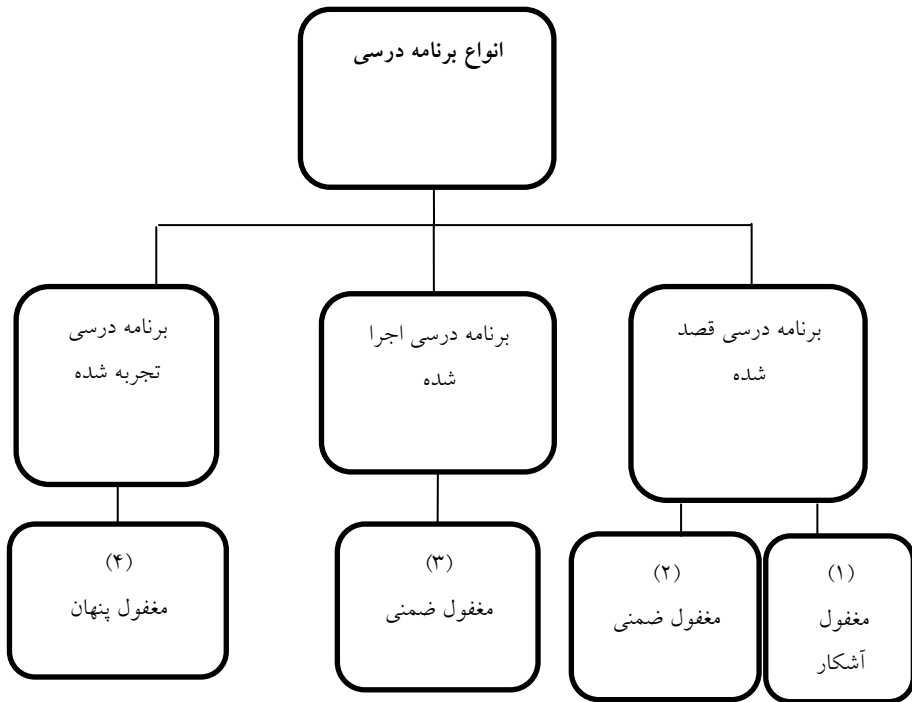 انواع برنامه درسی
برنامه درسی قصد
شده
برنامه درسی اجرا
شده
برنامه درسی
تجربه شده
(۱)
مغفول
آشکار
(۲)
مغفول ضمنی
(۳)
مغفول ضمنی
(۴)
مغفول پنهان